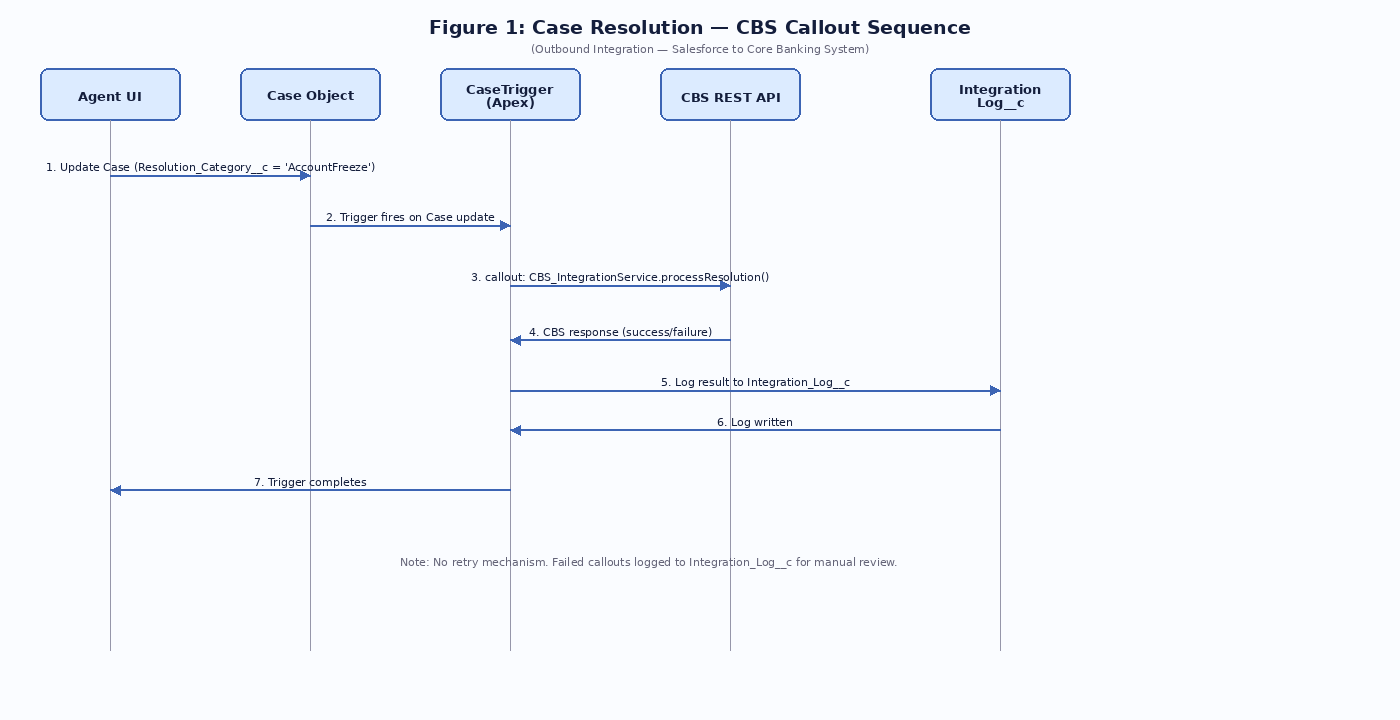 Figure 1: Case Resolution — CBS Callout Sequence
(Outbound Integration — Salesforce to Core Banking System)
Agent UI
Case Object
CaseTrigger
(Apex)
CBS REST API
Integration
Log__c
1. Update Case (Resolution_Category__c = 'AccountFreeze')
2. Trigger fires on Case update
3. callout: CBS_IntegrationService.processResolution()
4. CBS response (success/failure)
5. Log result to Integration_Log__c
6. Log written
7. Trigger completes
Note: No retry mechanism. Failed callouts logged to Integration_Log__c for manual review.